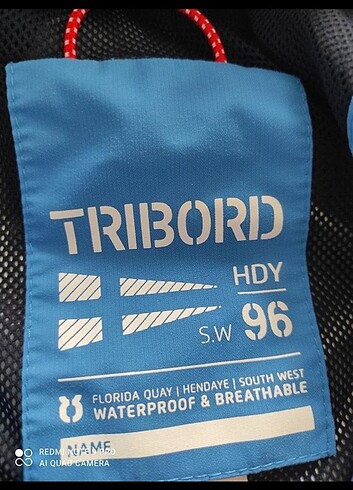 TRIBORD
HDY
S.W 96
FLORIDA QUAY | HENDAYE | SOUTH WEST
WATERPROOF & BREATHABLE
NAME
REDMI NOTE 8 PRO
AI QUAD CAMERA